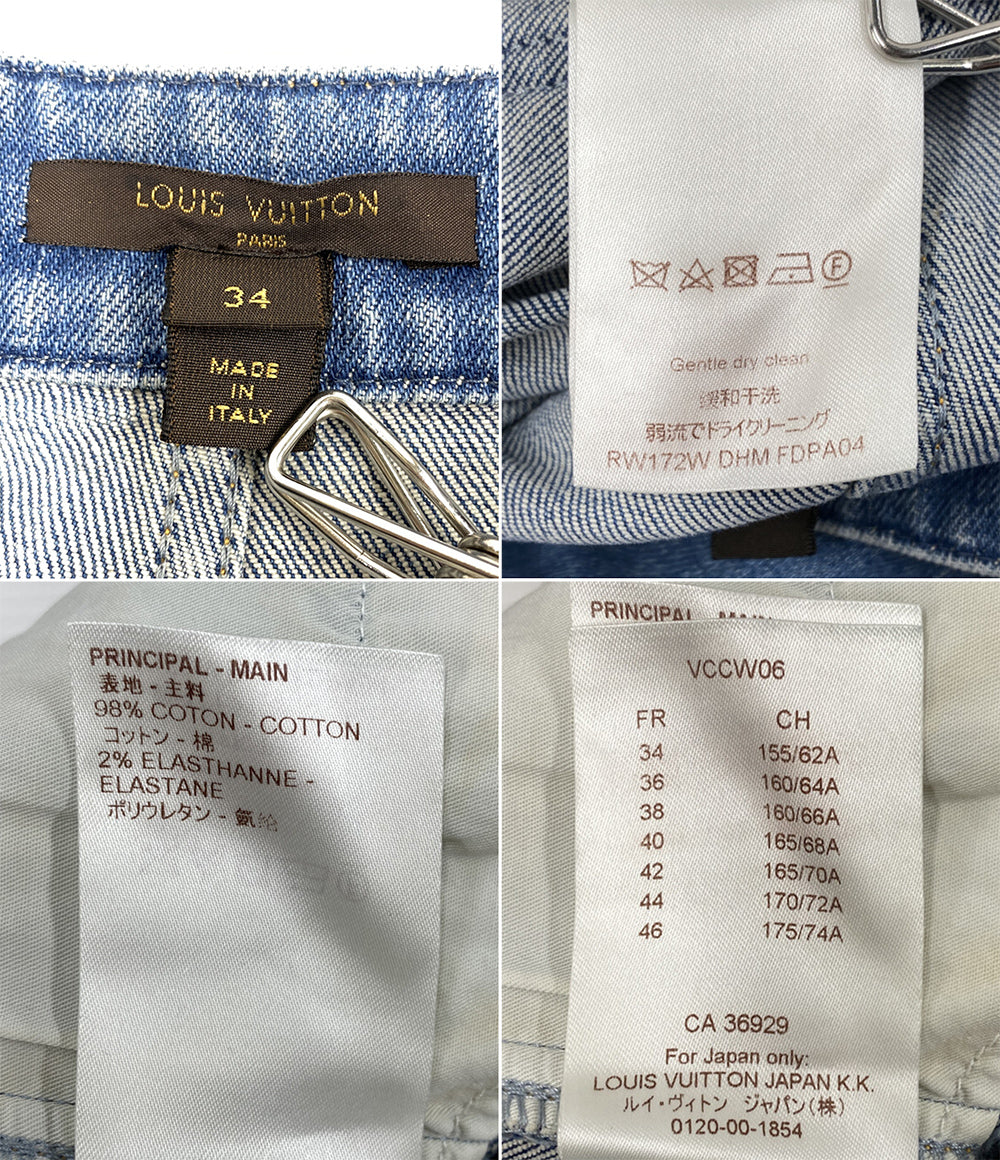 LOUIS VUITTON
PARIS
34
MADE
IN
ITALY
F
Gentle dry clean
缓和干洗
弱流でドライクリーニング
RW172W DHM FDPA04
PRINCIPAL - MAIN
表地 - 主料
98% COTON - COTTON
コットン - 棉
2% ELASTHANNE -
ELASTANE
ポリウレタン - 氨纶
PRINCIPAL - MAIN
VCCW06
FR CH
34 155/62A
36 160/64A
38 160/66A
40 165/68A
42 165/70A
44 170/72A
46 175/74A
CA 36929
For Japan only:
LOUIS VUITTON JAPAN K.K.
ルイ・ヴィトン ジャパン(株)
0120-00-1854